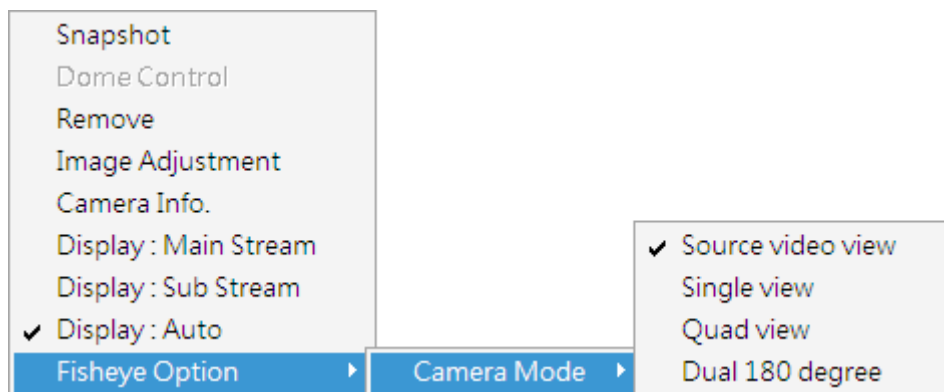 Snapshot
Dome Control
Remove
Image Adjustment
Camera Info.
Display : Main Stream
Display : Sub Stream
Display : Auto
Fisheye Option
Camera Mode
Source video view
Single view
Quad view
Dual 180 degree